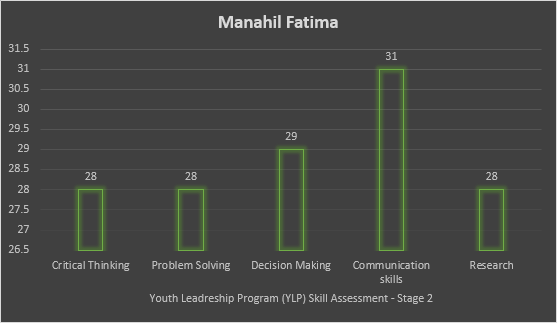 Manahil Fatima
31.5
31
30.5
30
29.5
29
28.5
28
27.5
27
26.5
28
28
29
31
28
Critical Thinking
Problem Solving
Decision Making
Communication
skills
Research
Youth Leadreship Program (YLP) Skill Assessment - Stage 2